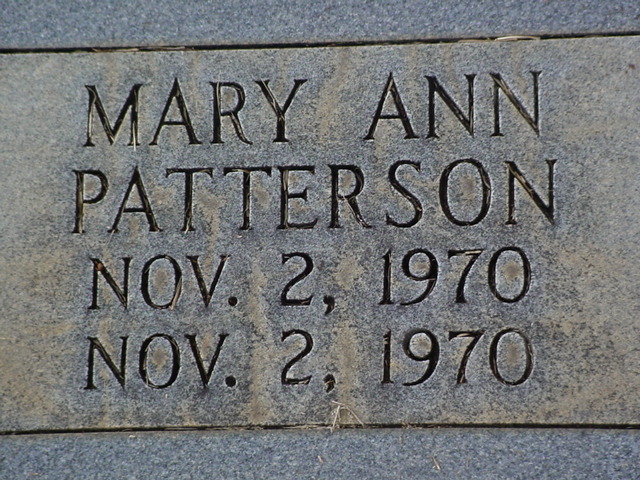 MARY ANN
PATTERSON
NOV. 2, 1970
NOV. 2, 1970